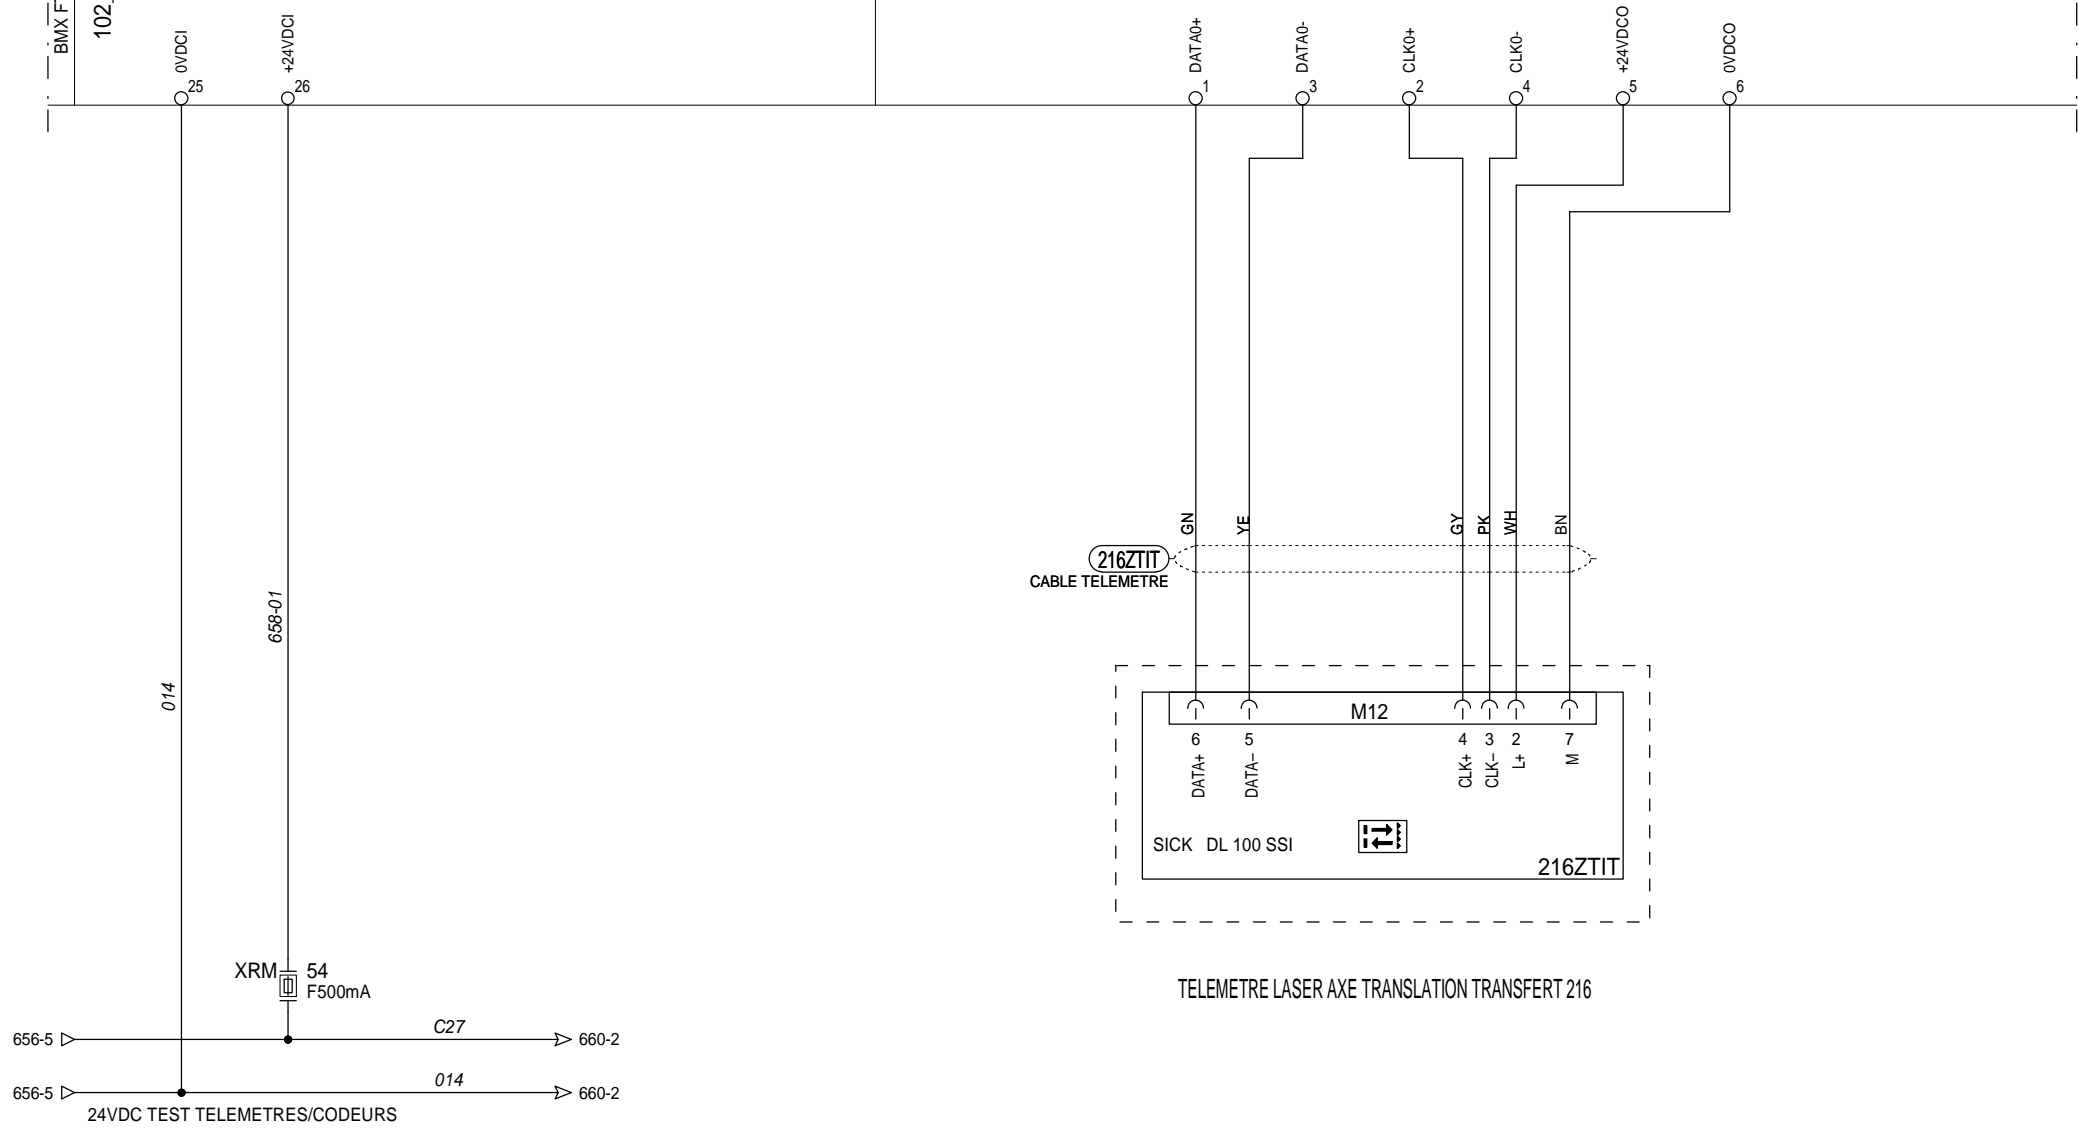 BMX F
102_
0VDCI
+24VDCI
DATA0+
DATA0-
CLK0+
CLK0-
+24VDCO
0VDCO
25
26
1
3
2
4
5
6
GN
YE
GY
PK
WH
BN
216ZTIT
CABLE TELEMETRE
658-01
014
M12
6
5
4
3
2
7
DATA+
DATA–
CLK+
CLK–
L+
M
SICK DL 100 SSI
216ZTIT
XRM
54
F500mA
TELEMETRE LASER AXE TRANSLATION TRANSFERT 216
656-5
C27
660-2
656-5
014
660-2
24VDC TEST TELEMETRES/CODEURS